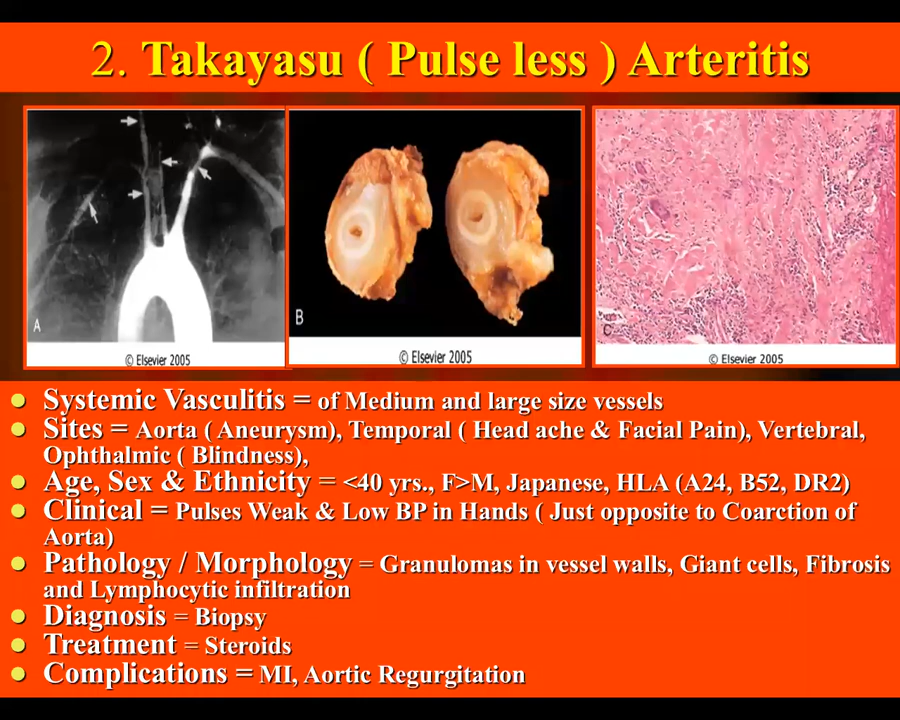 2. Takayasu ( Pulse less ) Arteritis
A
© Elsevier 2005
B
© Elsevier 2005
C
© Elsevier 2005
Systemic Vasculitis = of Medium and large size vessels
Sites = Aorta ( Aneurysm), Temporal ( Head ache & Facial Pain), Vertebral,
Ophthalmic ( Blindness),
Age, Sex & Ethnicity = <40 yrs., F>M, Japanese, HLA (A24, B52, DR2)
Clinical = Pulses Weak & Low BP in Hands ( Just opposite to Coarction of
Aorta)
Pathology / Morphology = Granulomas in vessel walls, Giant cells, Fibrosis
and Lymphocytic infiltration
Diagnosis = Biopsy
Treatment = Steroids
Complications = MI, Aortic Regurgitation